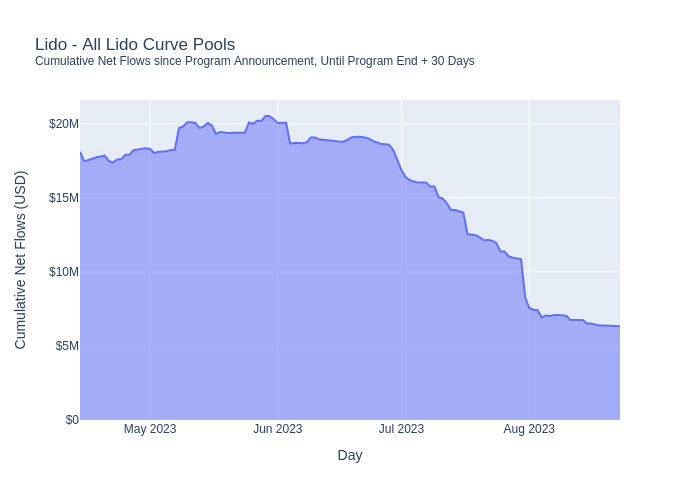 Lido - All Lido Curve Pools
Cumulative Net Flows since Program Announcement, Until Program End + 30 Days
$20M
$15M
$10M
$5M
$0
Cumulative Net Flows (USD)
May 2023
Jun 2023
Jul 2023
Aug 2023
Day